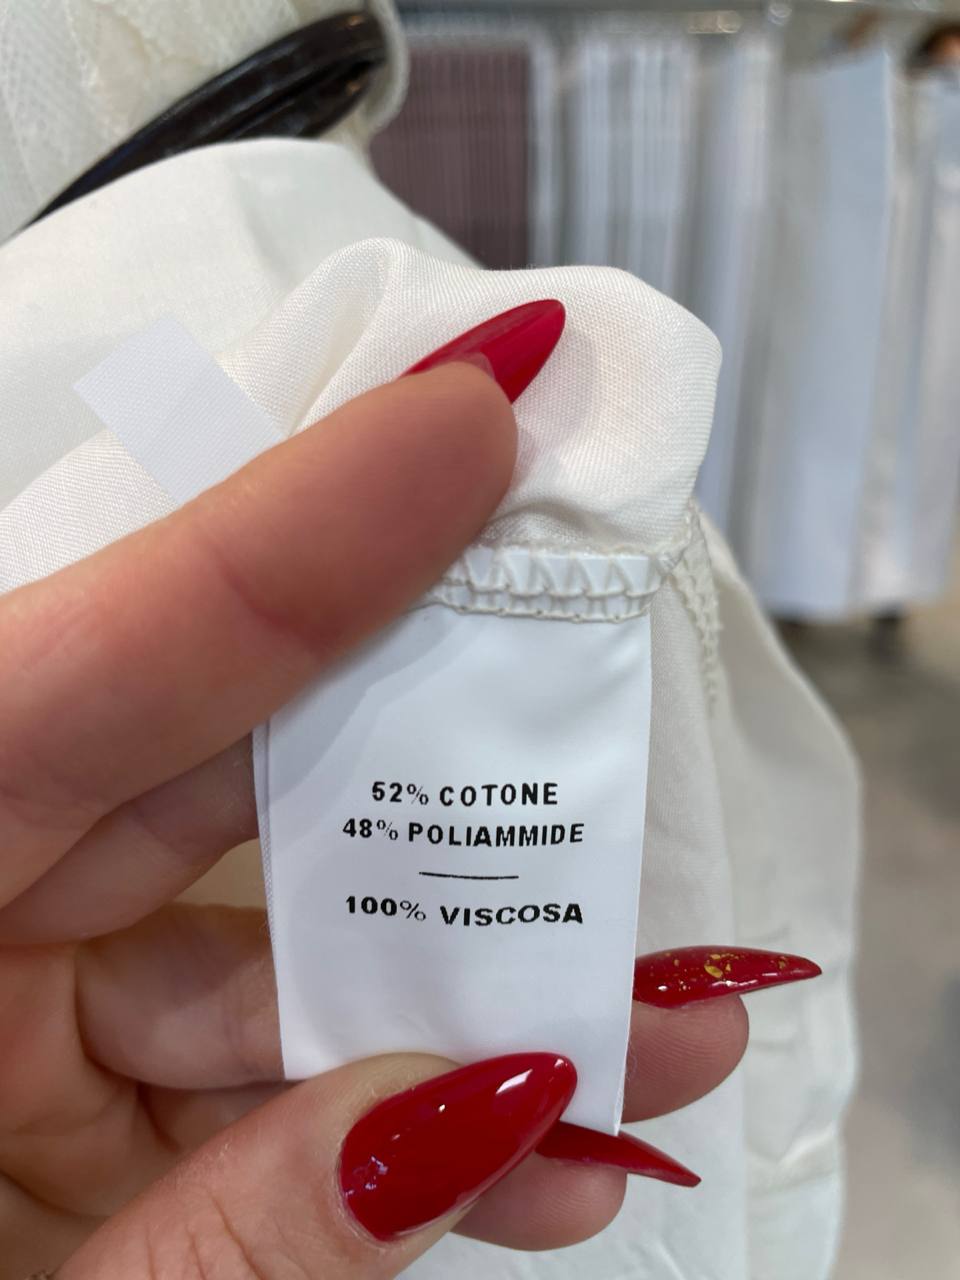 52% COTONE
48% POLIAMMIDE
100% VISCOSA